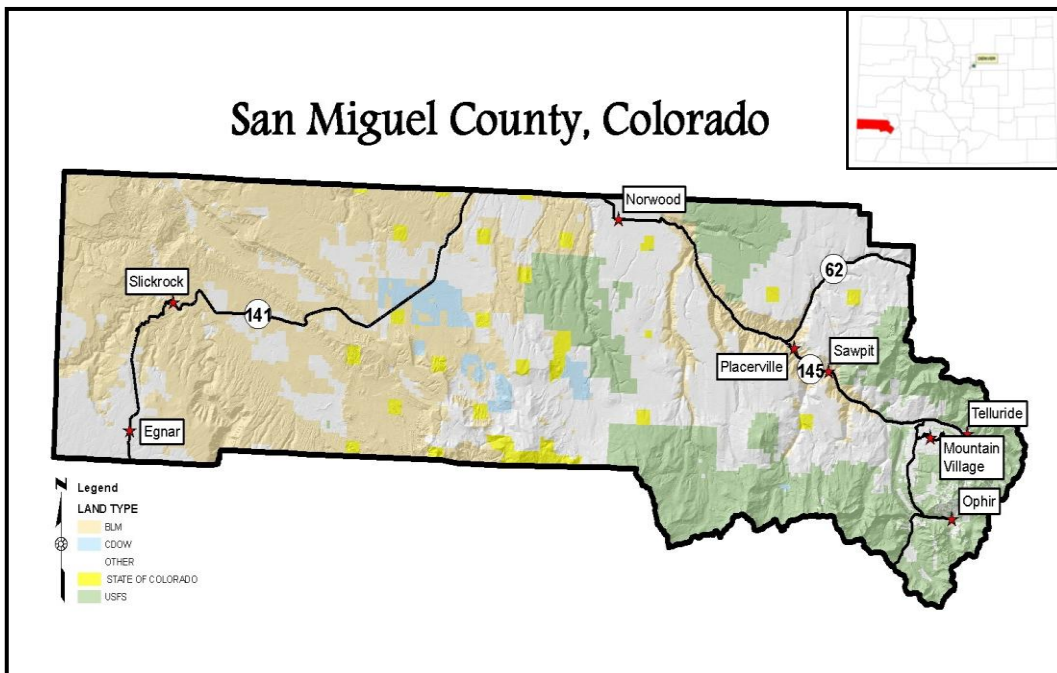 San Miguel County, Colorado
Norwood
62
Slickrock
141
Placerville
145
Sawpit
Telluride
Mountain
Village
Egnar
Ophir
N
Legend
LAND TYPE
BLM
CDOW
OTHER
STATE OF COLORADO
USFS